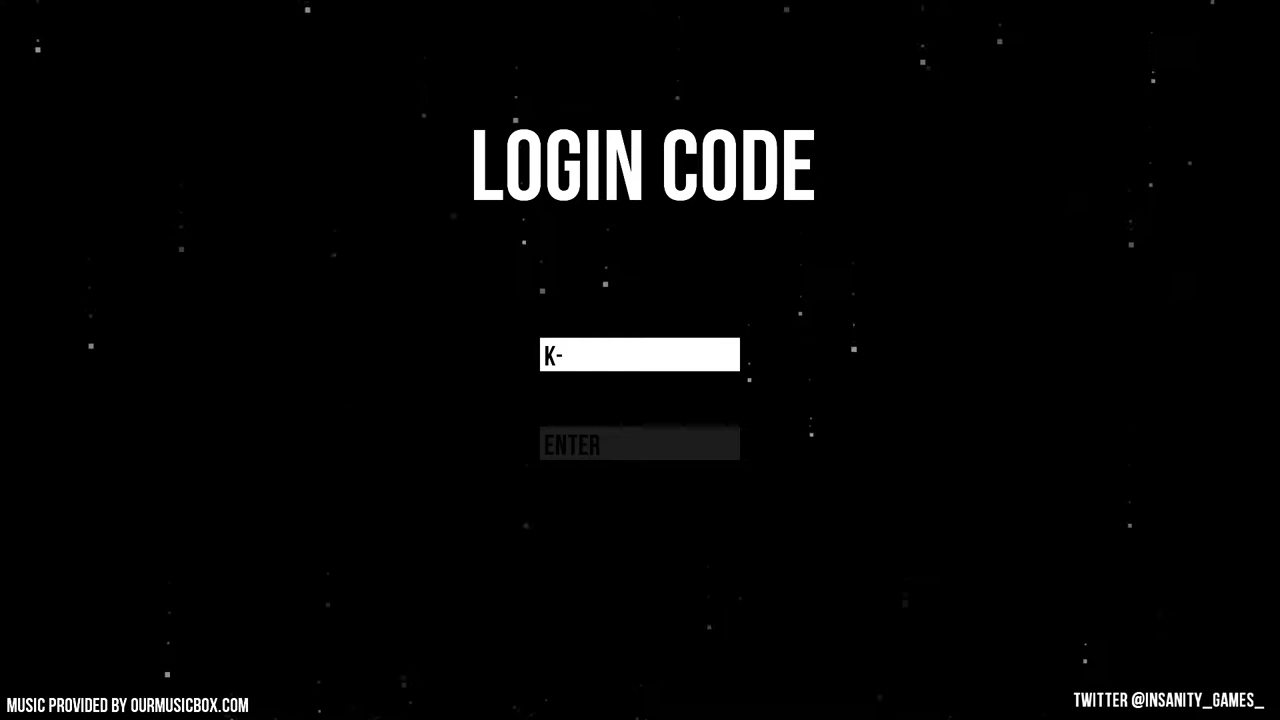 LOGIN CODE
K-
ENTER
MUSIC PROVIDED BY OURMUSICBOX.COM
TWITTER @INSANITY_GAMES_